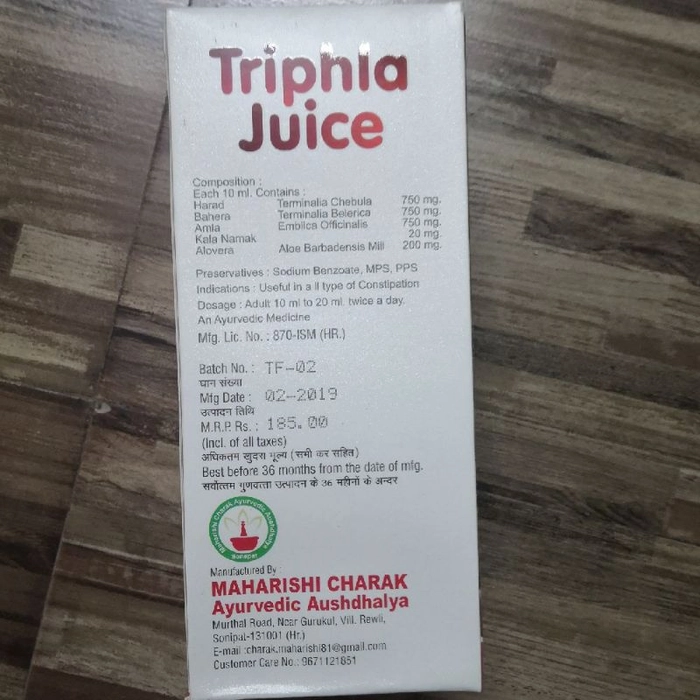 Triphla
Juice
Composition :
Each 10 ml. Contains :
Harad Terminalia Chebula 750 mg.
Bahera Terminalia Belerica 750 mg.
Amla Emblica Officinalis 750 mg.
Kala Namak 20 mg.
Alovera Aloe Barbadensis Mill 200 mg.
Preservatives : Sodium Benzoate, MPS, PPS
Indications : Useful in a ll type of Constipation
Dosage : Adult 10 ml to 20 ml. twice a day.
An Ayurvedic Medicine
Mfg. Lic. No. : 870-ISM (HR.)
Batch No. : TF-02
घान संख्या
Mfg Date : 02-2019
उत्पादन तिथि
M.R.P. Rs. : 185.00
(Incl. of all taxes)
अधिकतम खुदरा मूल्य (सभी कर सहित)
Best before 36 months from the date of mfg.
सर्वोत्तम गुणवत्ता उत्पादन के 36 महीनों के अन्दर
Maharishi Charak Ayurvedic Aushdhalya
Sonepat
Manufactured By :
MAHARISHI CHARAK
Ayurvedic Aushdhalya
Murthal Road, Near Gurukul, Vill. Rewli,
Sonipat-131001 (Hr.)
E-mail :charak.maharishi81@gmail.com
Customer Care No.: 9671121851